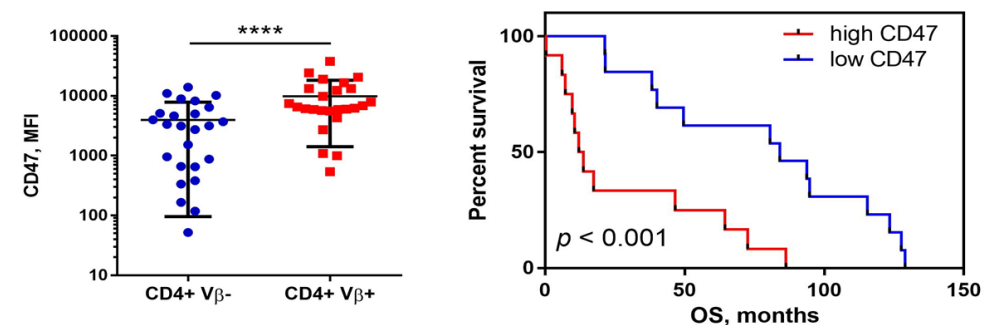 ****
100000
10000
1000
100
10
CD47, MFI
CD4+ Vβ-
CD4+ Vβ+
high CD47
low CD47
100
50
0
Percent survival
p < 0.001
0
50
100
150
OS, months